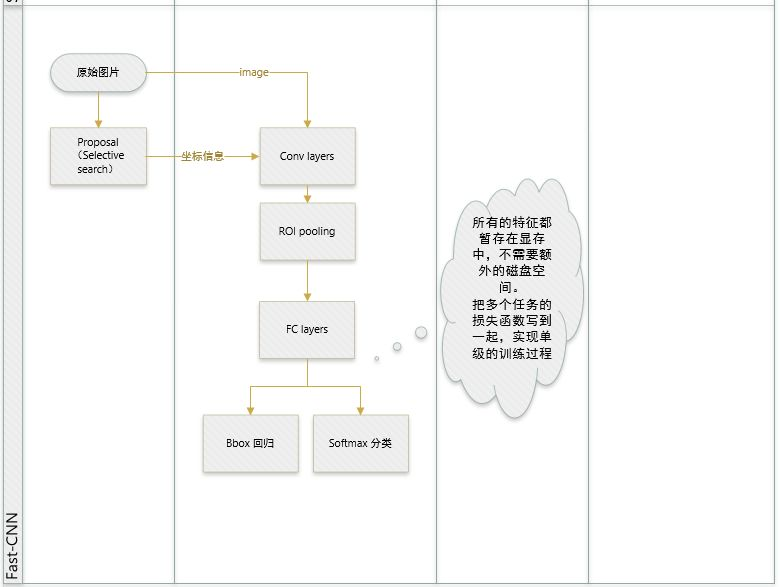 原始图片
image
Proposal
（Selective
search）
坐标信息
Conv layers
ROI pooling
FC layers
Bbox 回归
Softmax 分类
所有的特征都
暂存在显存
中，不需要额
外的磁盘空
间。
把多个任务的
损失函数写到
一起，实现单
级的训练过程
Fast-CNN